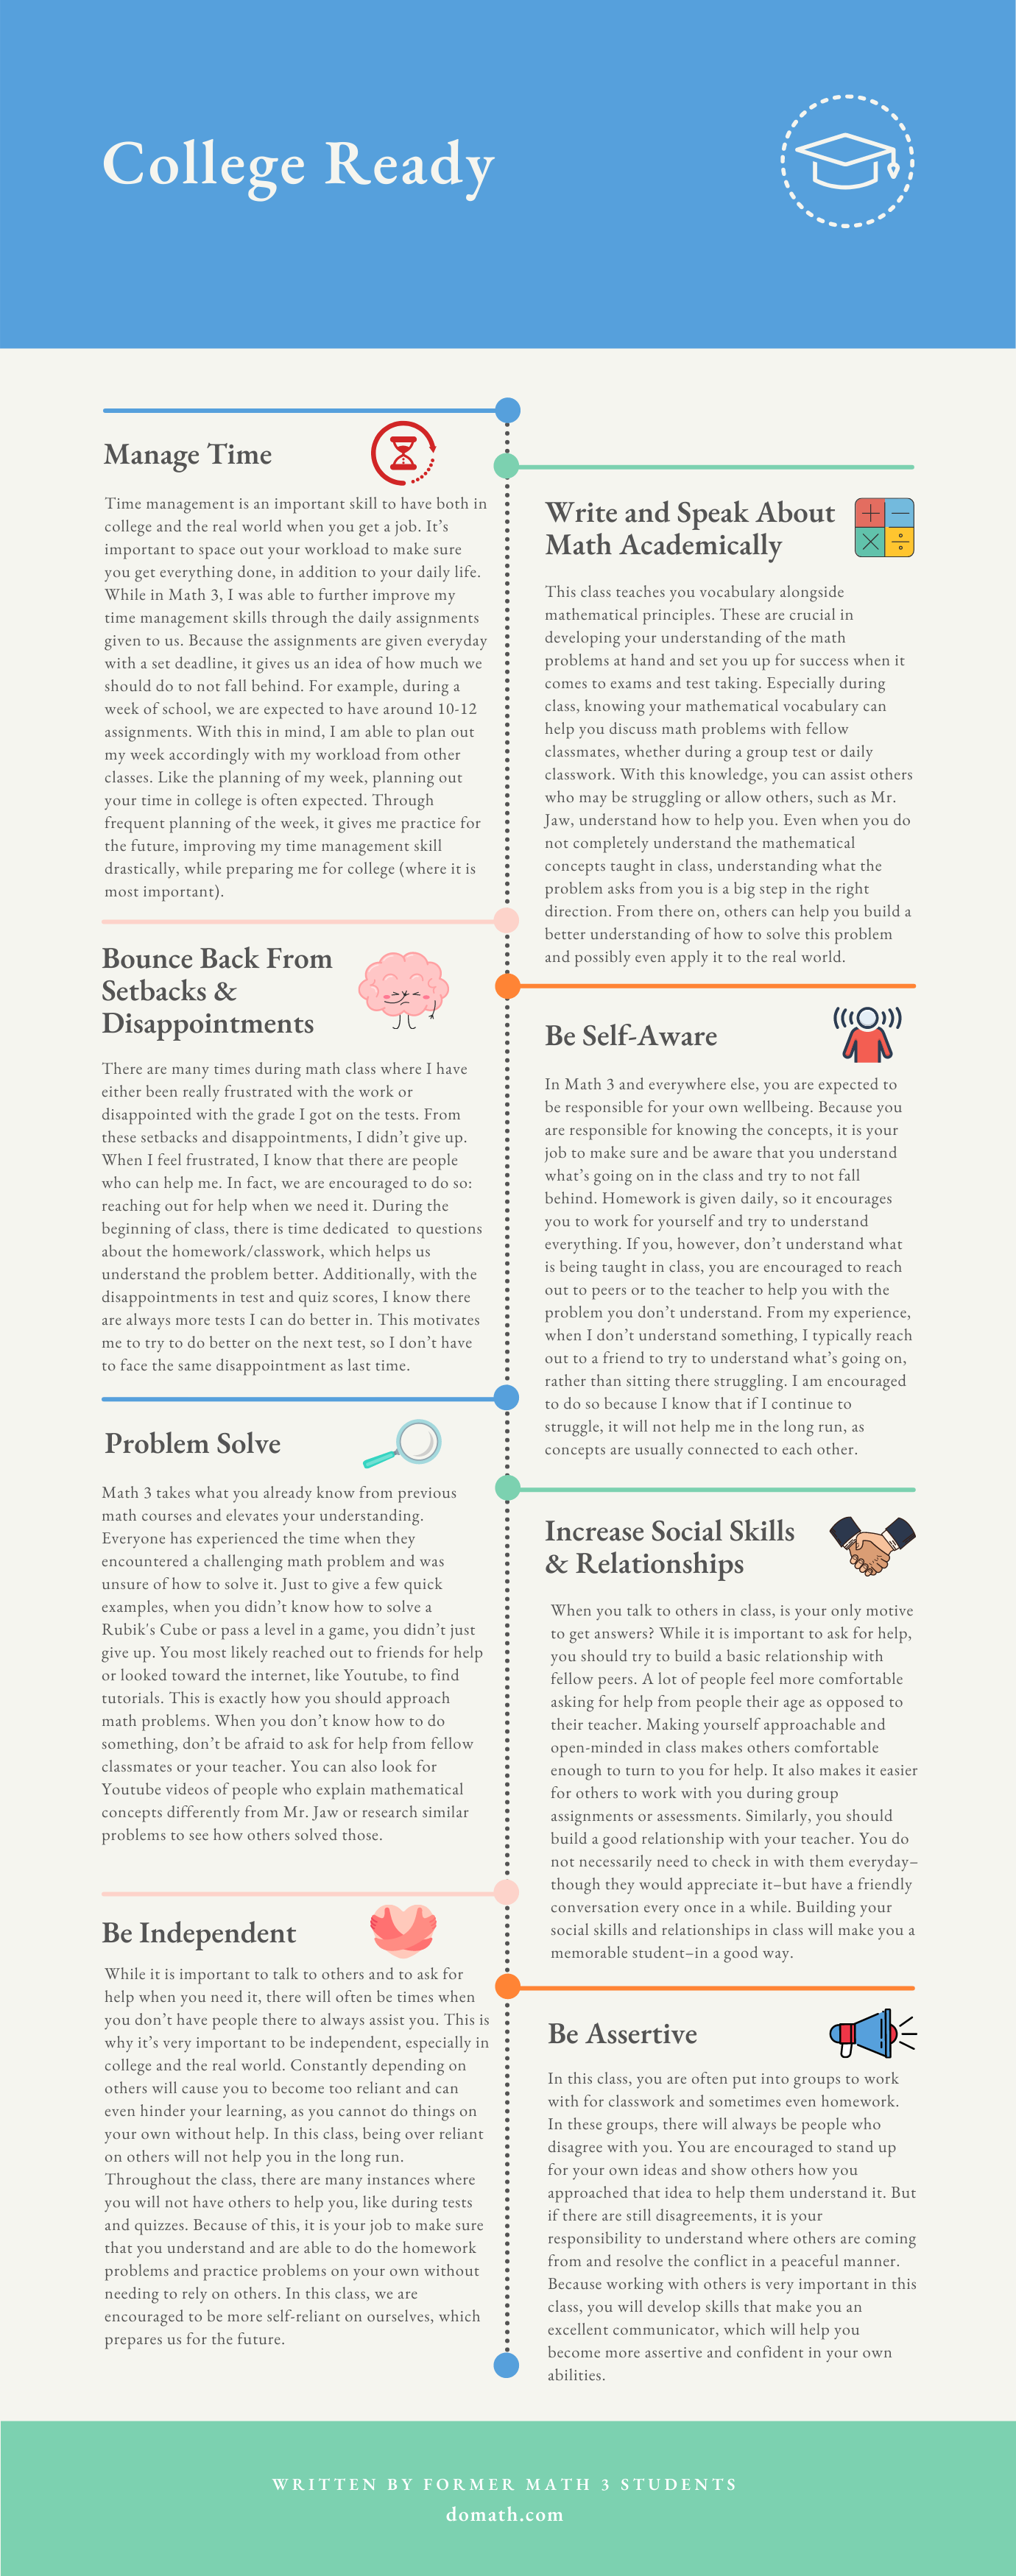 College Ready
Manage Time
Time management is an important skill to have both in
college and the real world when you get a job. It’s
important to space out your workload to make sure
you get everything done, in addition to your daily life.
While in Math 3, I was able to further improve my
time management skills through the daily assignments
given to us. Because the assignments are given everyday
with a set deadline, it gives us an idea of how much we
should do to not fall behind. For example, during a
week of school, we are expected to have around 10-12
assignments. With this in mind, I am able to plan out
my week accordingly with my workload from other
classes. Like the planning of my week, planning out
your time in college is often expected. Through
frequent planning of the week, it gives me practice for
the future, improving my time management skill
drastically, while preparing me for college (where it is
most important).
Write and Speak About
Math Academically
This class teaches you vocabulary alongside
mathematical principles. These are crucial in
developing your understanding of the math
problems at hand and set you up for success when it
comes to exams and test taking. Especially during
class, knowing your mathematical vocabulary can
help you discuss math problems with fellow
classmates, whether during a group test or daily
classwork. With this knowledge, you can assist others
who may be struggling or allow others, such as Mr.
Jaw, understand how to help you. Even when you do
not completely understand the mathematical
concepts taught in class, understanding what the
problem asks from you is a big step in the right
direction. From there on, others can help you build a
better understanding of how to solve this problem
and possibly even apply it to the real world.
Bounce Back From
Setbacks &
Disappointments
There are many times during math class where I have
either been really frustrated with the work or
disappointed with the grade I got on the tests. From
these setbacks and disappointments, I didn’t give up.
When I feel frustrated, I know that there are people
who can help me. In fact, we are encouraged to do so:
reaching out for help when we need it. During the
beginning of class, there is time dedicated  to questions
about the homework/classwork, which helps us
understand the problem better. Additionally, with the
disappointments in test and quiz scores, I know there
are always more tests I can do better in. This motivates
me to try to do better on the next test, so I don’t have
to face the same disappointment as last time.
Be Self-Aware
In Math 3 and everywhere else, you are expected to
be responsible for your own wellbeing. Because you
are responsible for knowing the concepts, it is your
job to make sure and be aware that you understand
what’s going on in the class and try to not fall
behind. Homework is given daily, so it encourages
you to work for yourself and try to understand
everything. If you, however, don’t understand what
is being taught in class, you are encouraged to reach
out to peers or to the teacher to help you with the
problem you don’t understand. From my experience,
when I don’t understand something, I typically reach
out to a friend to try to understand what’s going on,
rather than sitting there struggling. I am encouraged
to do so because I know that if I continue to
struggle, it will not help me in the long run, as
concepts are usually connected to each other.
Problem Solve
Math 3 takes what you already know from previous
math courses and elevates your understanding.
Everyone has experienced the time when they
encountered a challenging math problem and was
unsure of how to solve it. Just to give a few quick
examples, when you didn’t know how to solve a
Rubik's Cube or pass a level in a game, you didn’t just
give up. You most likely reached out to friends for help
or looked toward the internet, like Youtube, to find
tutorials. This is exactly how you should approach
math problems. When you don’t know how to do
something, don’t be afraid to ask for help from fellow
classmates or your teacher. You can also look for
Youtube videos of people who explain mathematical
concepts differently from Mr. Jaw or research similar
problems to see how others solved those.
Increase Social Skills
& Relationships
When you talk to others in class, is your only motive
to get answers? While it is important to ask for help,
you should try to build a basic relationship with
fellow peers. A lot of people feel more comfortable
asking for help from people their age as opposed to
their teacher. Making yourself approachable and
open-minded in class makes others comfortable
enough to turn to you for help. It also makes it easier
for others to work with you during group
assignments or assessments. Similarly, you should
build a good relationship with your teacher. You do
not necessarily need to check in with them everyday–
though they would appreciate it–but have a friendly
conversation every once in a while. Building your
social skills and relationships in class will make you a
memorable student–in a good way.
Be Independent
While it is important to talk to others and to ask for
help when you need it, there will often be times when
you don’t have people there to always assist you. This is
why it’s very important to be independent, especially in
college and the real world. Constantly depending on
others will cause you to become too reliant and can
even hinder your learning, as you cannot do things on
your own without help. In this class, being over reliant
on others will not help you in the long run.
Throughout the class, there are many instances where
you will not have others to help you, like during tests
and quizzes. Because of this, it is your job to make sure
that you understand and are able to do the homework
problems and practice problems on your own without
needing to rely on others. In this class, we are
encouraged to be more self-reliant on ourselves, which
prepares us for the future.
Be Assertive
In this class, you are often put into groups to work
with for classwork and sometimes even homework.
In these groups, there will always be people who
disagree with you. You are encouraged to stand up
for your own ideas and show others how you
approached that idea to help them understand it. But
if there are still disagreements, it is your
responsibility to understand where others are coming
from and resolve the conflict in a peaceful manner.
Because working with others is very important in this
class, you will develop skills that make you an
excellent communicator, which will help you
become more assertive and confident in your own
abilities.
WRITTEN BY FORMER MATH 3 STUDENTS
domath.com